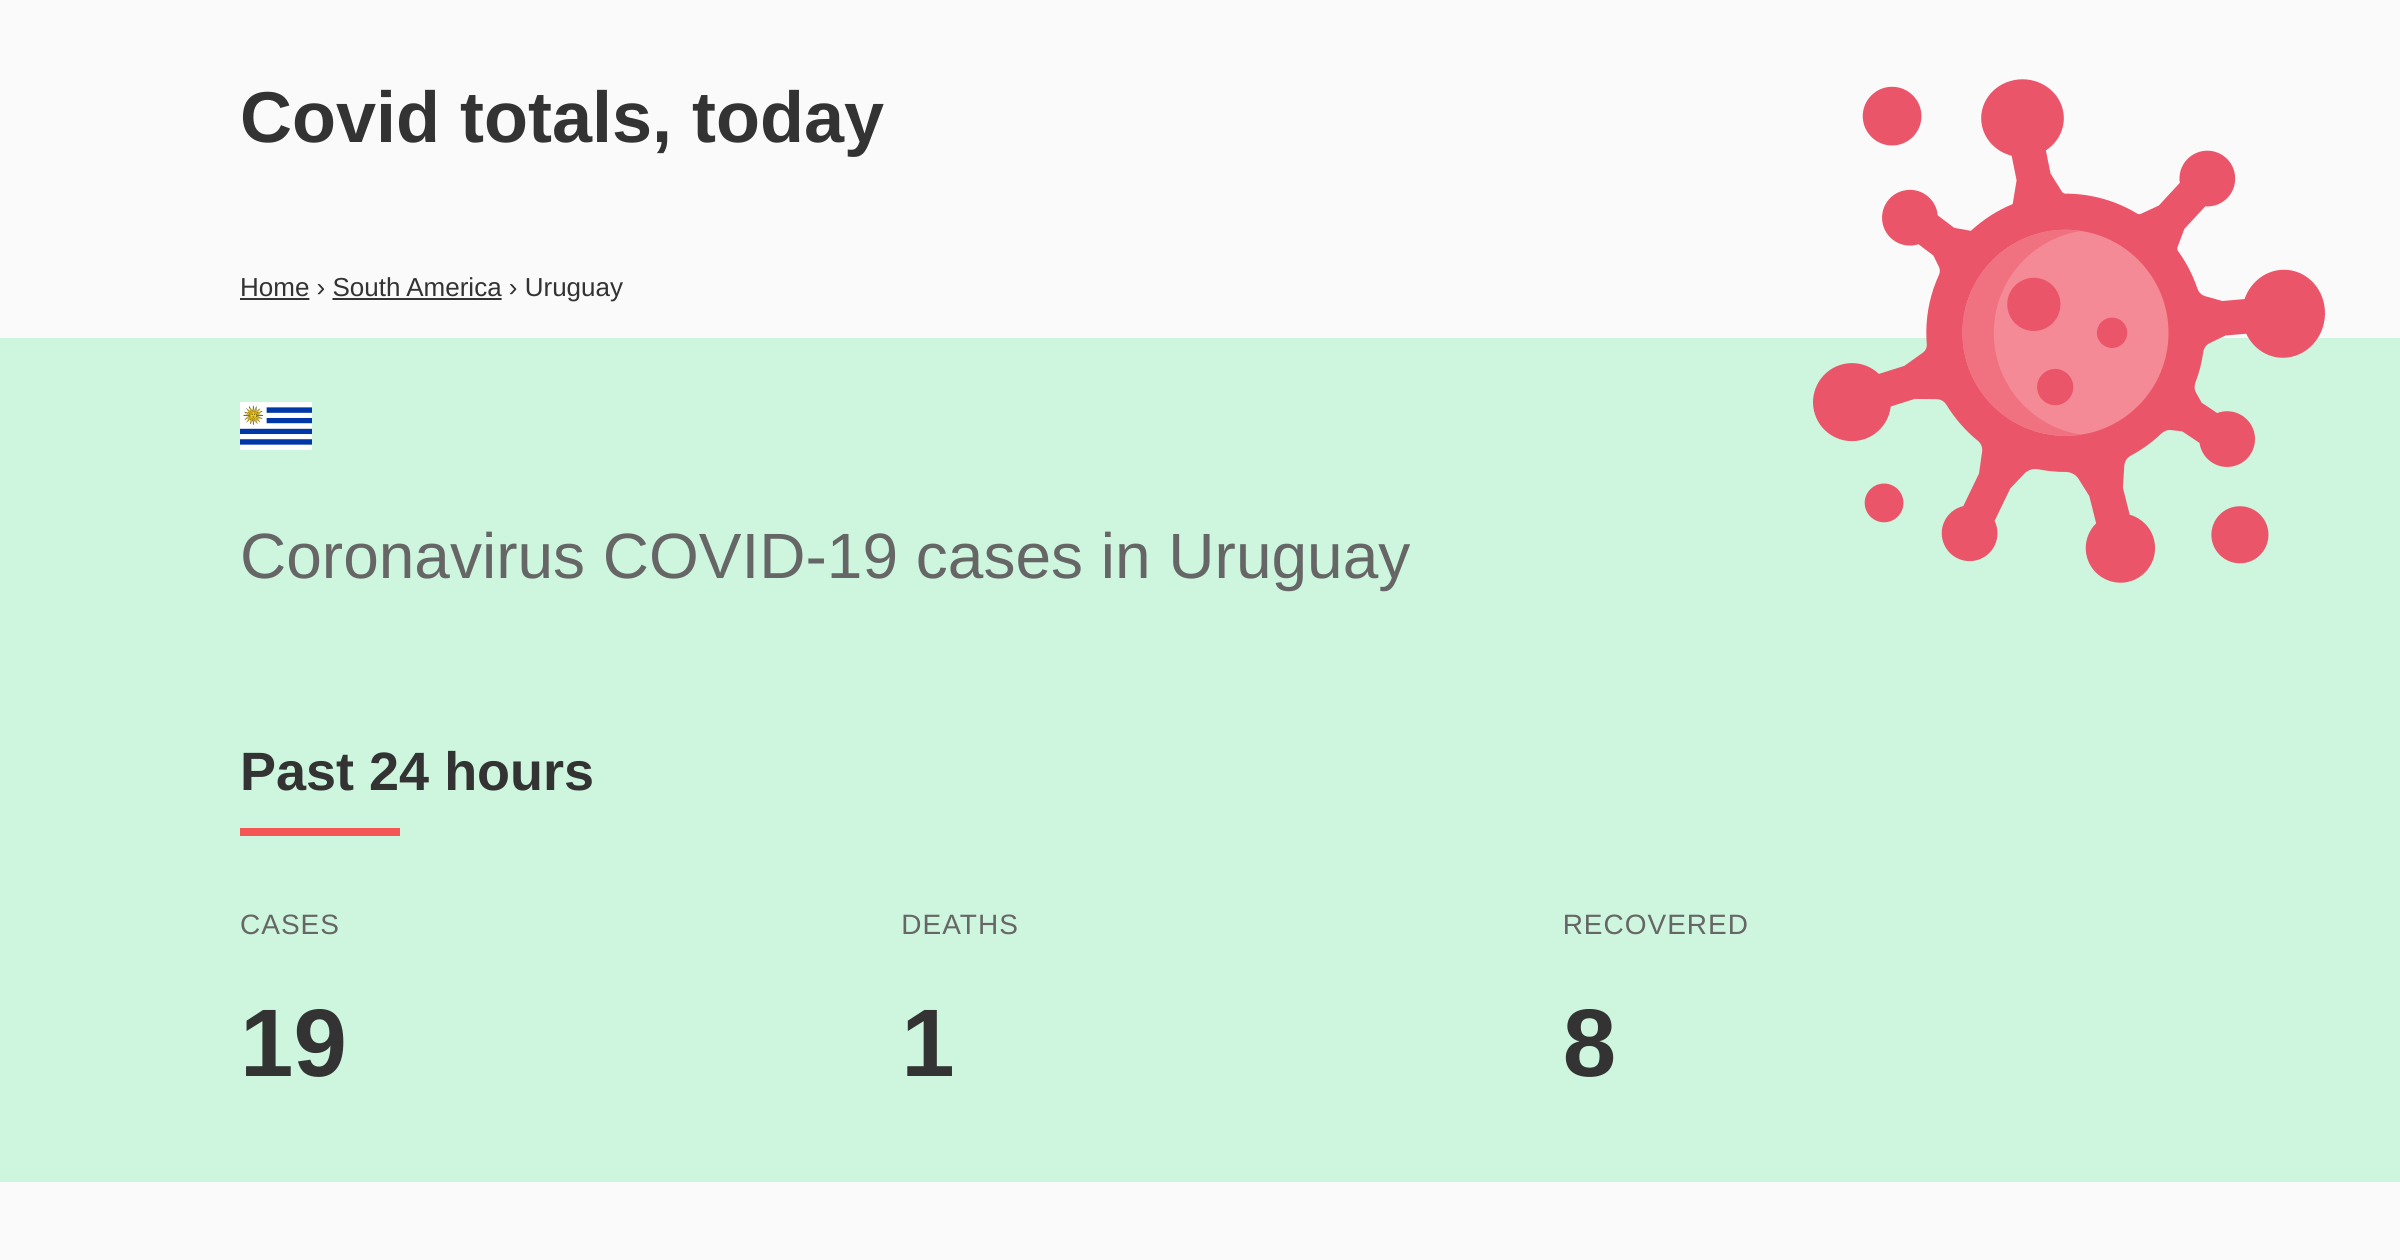 Covid totals, today
Home › South America › Uruguay
Coronavirus COVID-19 cases in Uruguay
Past 24 hours
CASES
DEATHS
RECOVERED
19
1
8